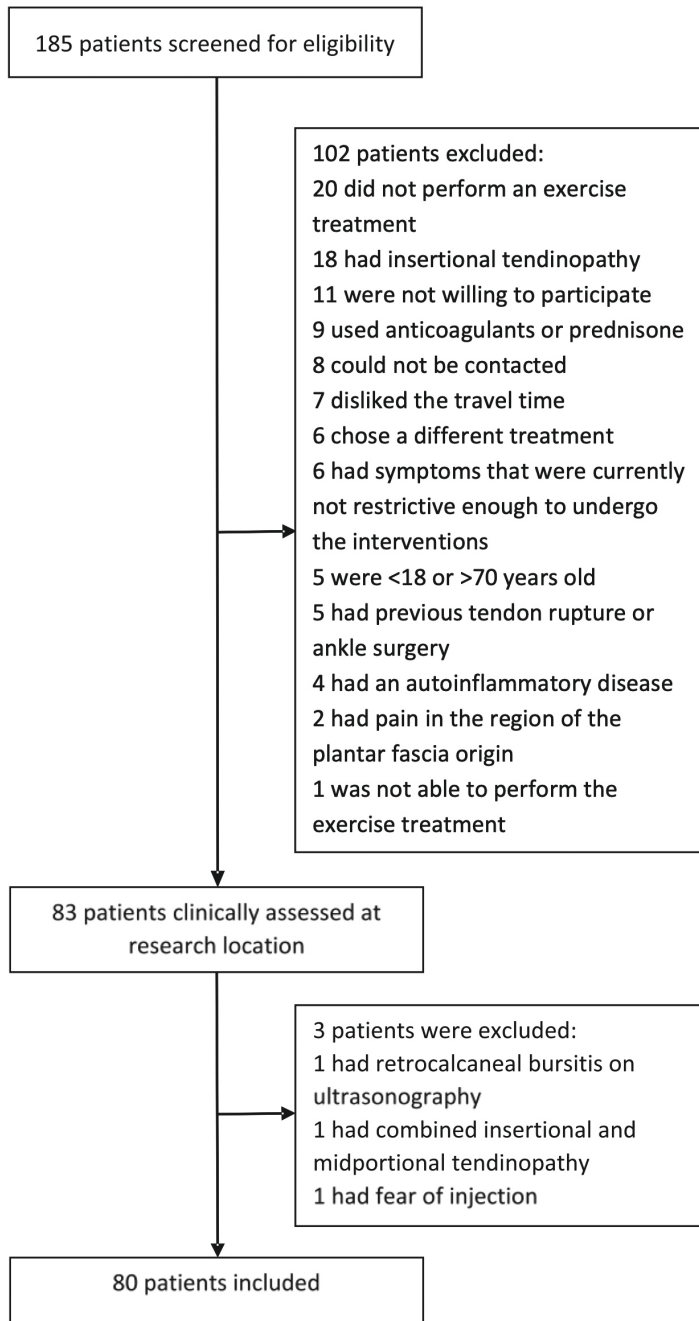 185 patients screened for eligibility
102 patients excluded:
20 did not perform an exercise
treatment
18 had insertional tendinopathy
11 were not willing to participate
9 used anticoagulants or prednisone
8 could not be contacted
7 disliked the travel time
6 chose a different treatment
6 had symptoms that were currently
not restrictive enough to undergo
the interventions
5 were <18 or >70 years old
5 had previous tendon rupture or
ankle surgery
4 had an autoinflammatory disease
2 had pain in the region of the
plantar fascia origin
1 was not able to perform the
exercise treatment
83 patients clinically assessed at
research location
3 patients were excluded:
1 had retrocalcaneal bursitis on
ultrasonography
1 had combined insertional and
midportional tendinopathy
1 had fear of injection
80 patients included